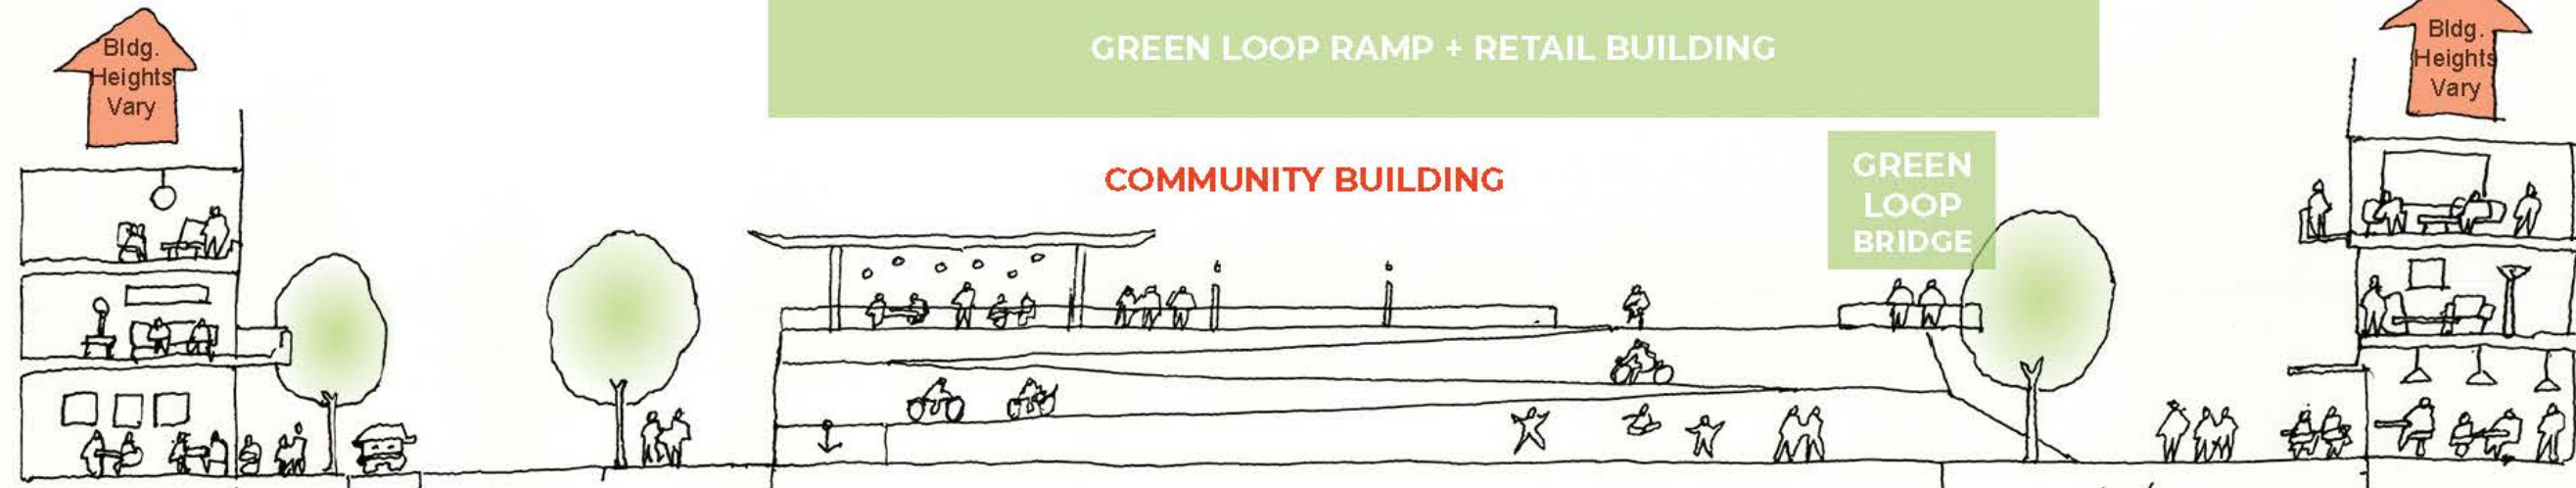 Bldg.
Heights
Vary
GREEN LOOP RAMP + RETAIL BUILDING
Bldg.
Heights
Vary
COMMUNITY BUILDING
GREEN
LOOP
BRIDGE